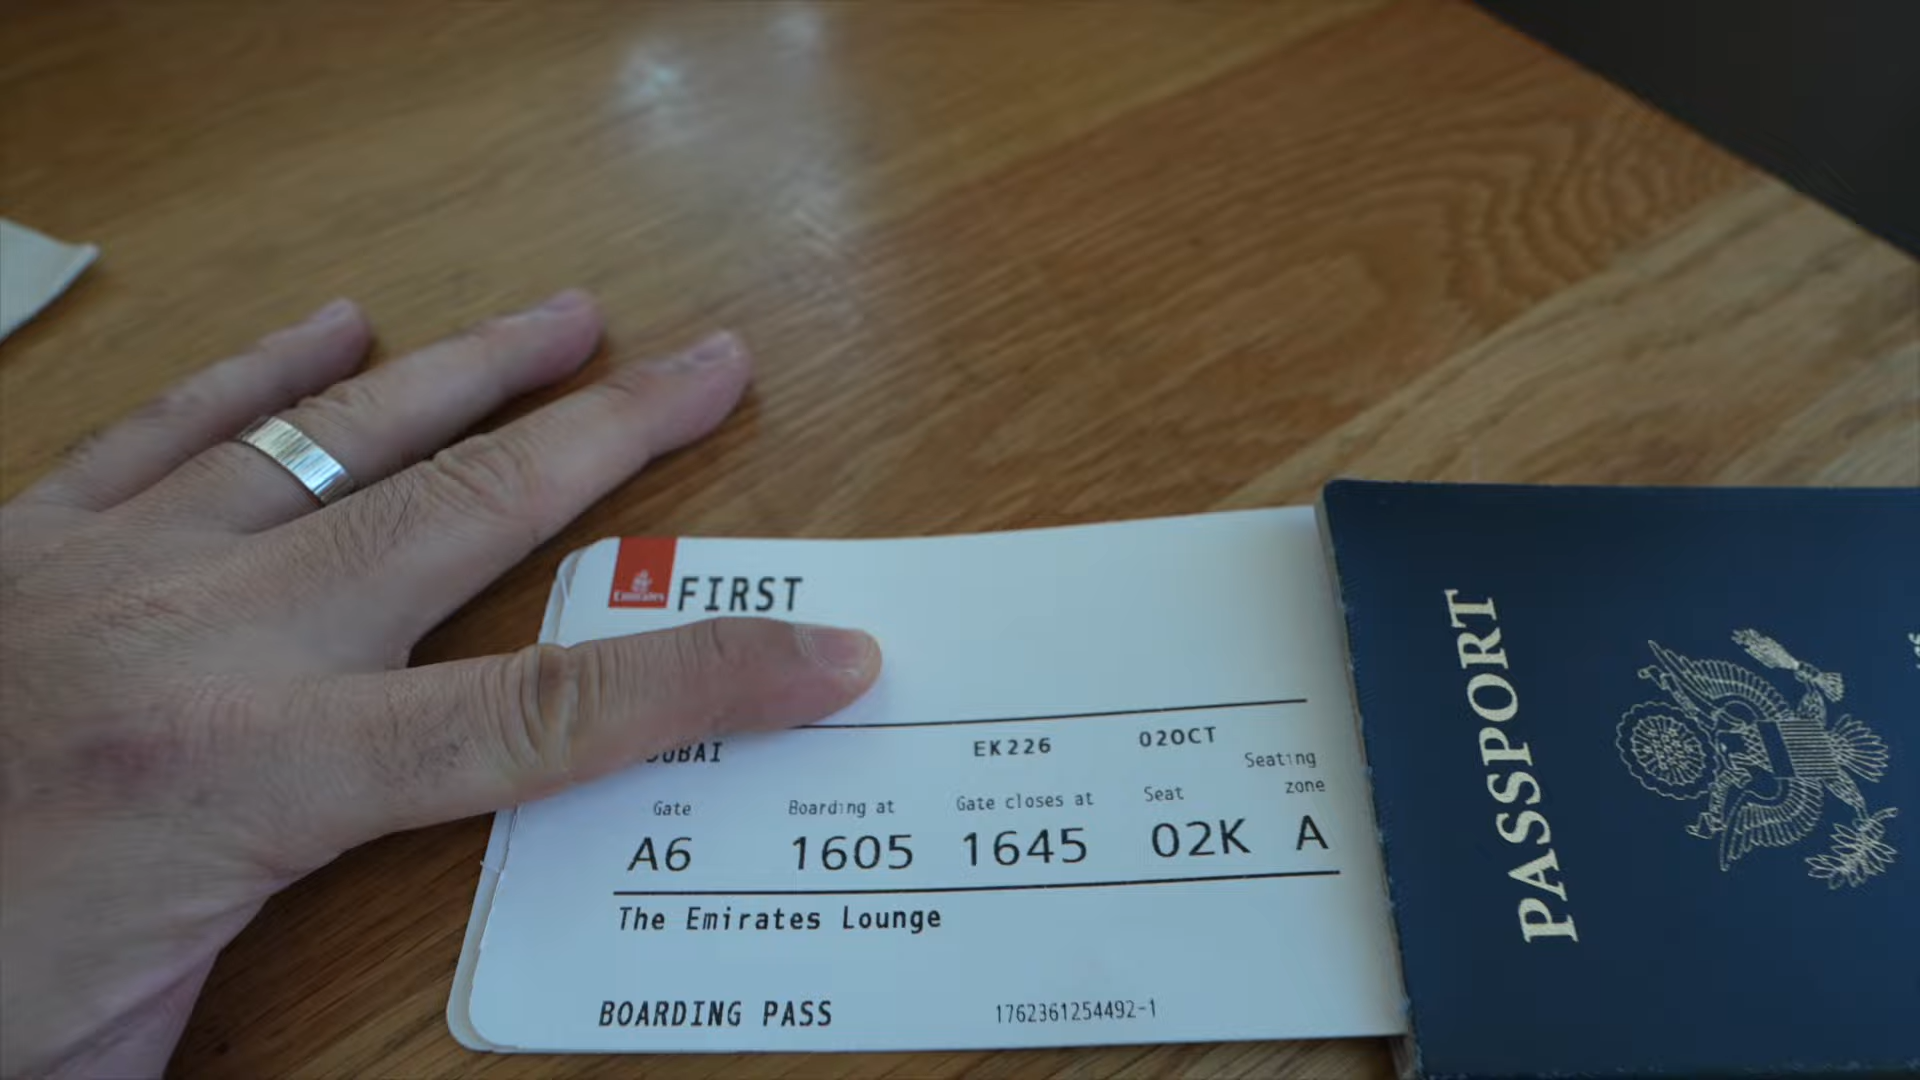 Emirates
FIRST
EK226 02OCT
Gate Boarding at Gate closes at Seat Seating zone
A6 1605 1645 02K A
The Emirates Lounge
BOARDING PASS 1762361254492-1
PASSPORT